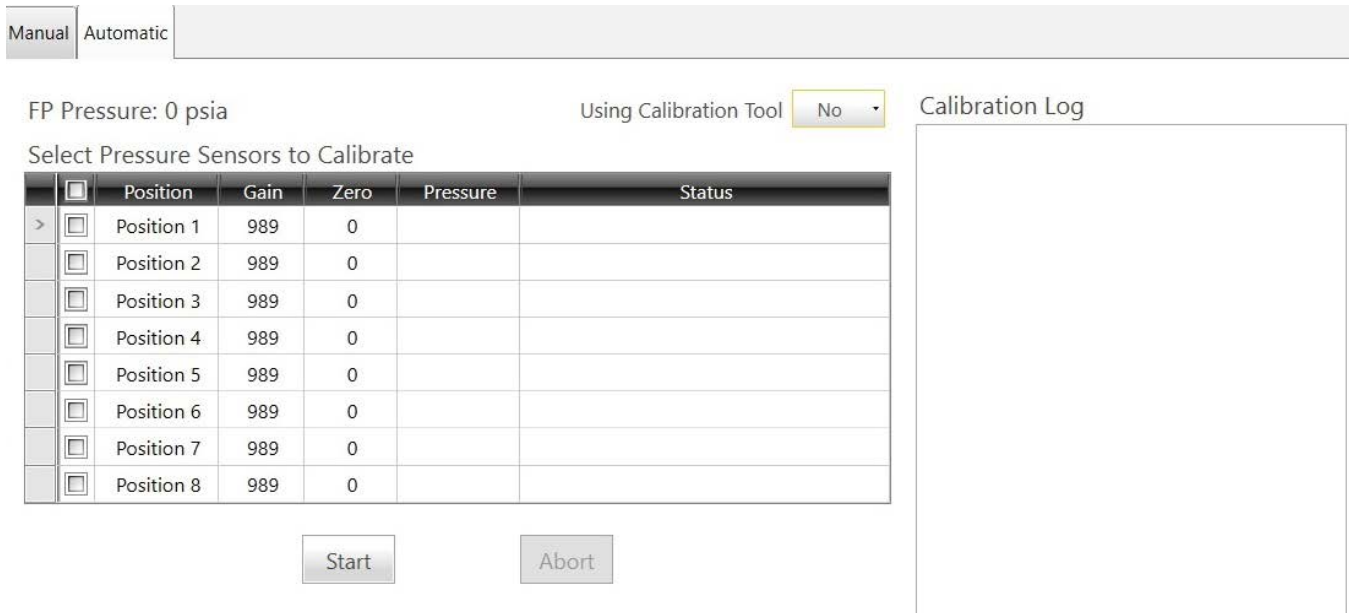 Manual Automatic
FP Pressure: 0 psia Using Calibration Tool No Calibration Log
Select Pressure Sensors to Calibrate
Position Gain Zero Pressure Status
> Position 1 989 0
Position 2 989 0
Position 3 989 0
Position 4 989 0
Position 5 989 0
Position 6 989 0
Position 7 989 0
Position 8 989 0
Start Abort